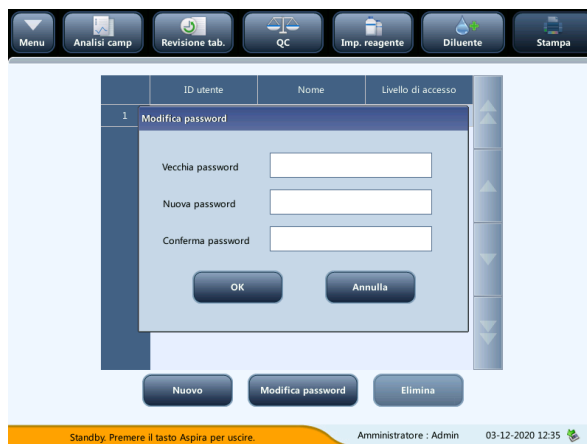 Menu
Analisi camp
Revisione tab.
QC
Imp. reagente
Diluente
Stampa
ID utente
Nome
Livello di accesso
1
Modifica password
Vecchia password
Nuova password
Conferma password
OK
Annulla
Nuovo
Modifica password
Elimina
Standby. Premere il tasto Aspira per uscire.
Amministratore : Admin
03-12-2020 12:35